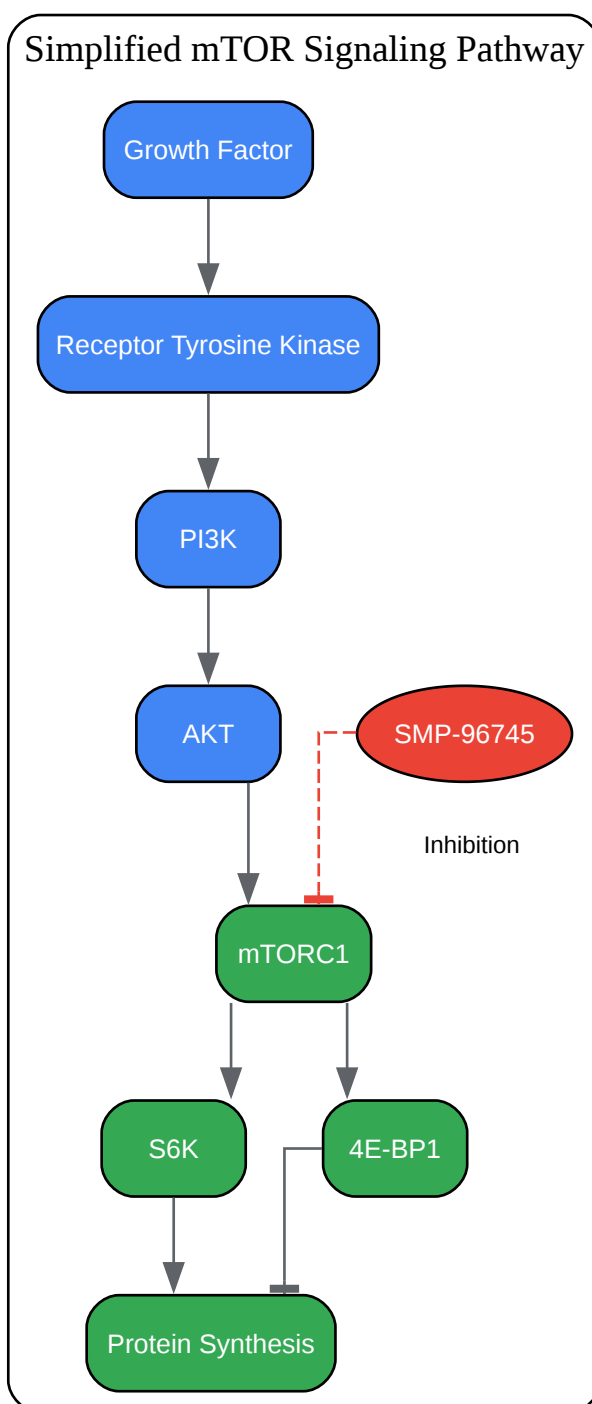 Simplified mTOR Signaling Pathway
Growth Factor
Receptor Tyrosine Kinase
PI3K
AKT
SMP-96745
Inhibition
mTORC1
S6K
4E-BP1
Protein Synthesis